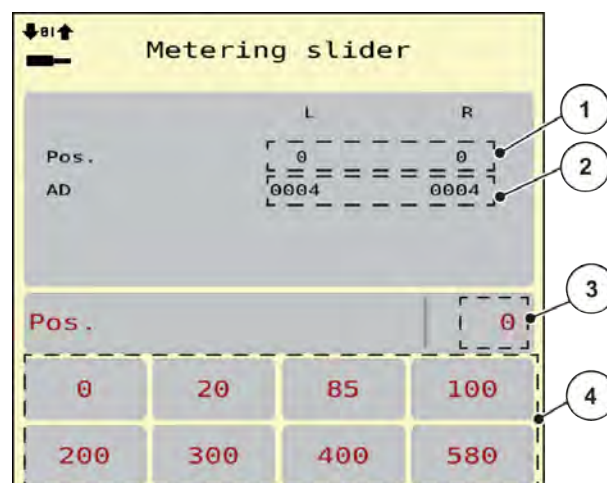 Metering slider
L R
Pos. 0 0
AD 0004 0004
1
2
Pos. 0
3
0 20 85 100
4
200 300 400 580